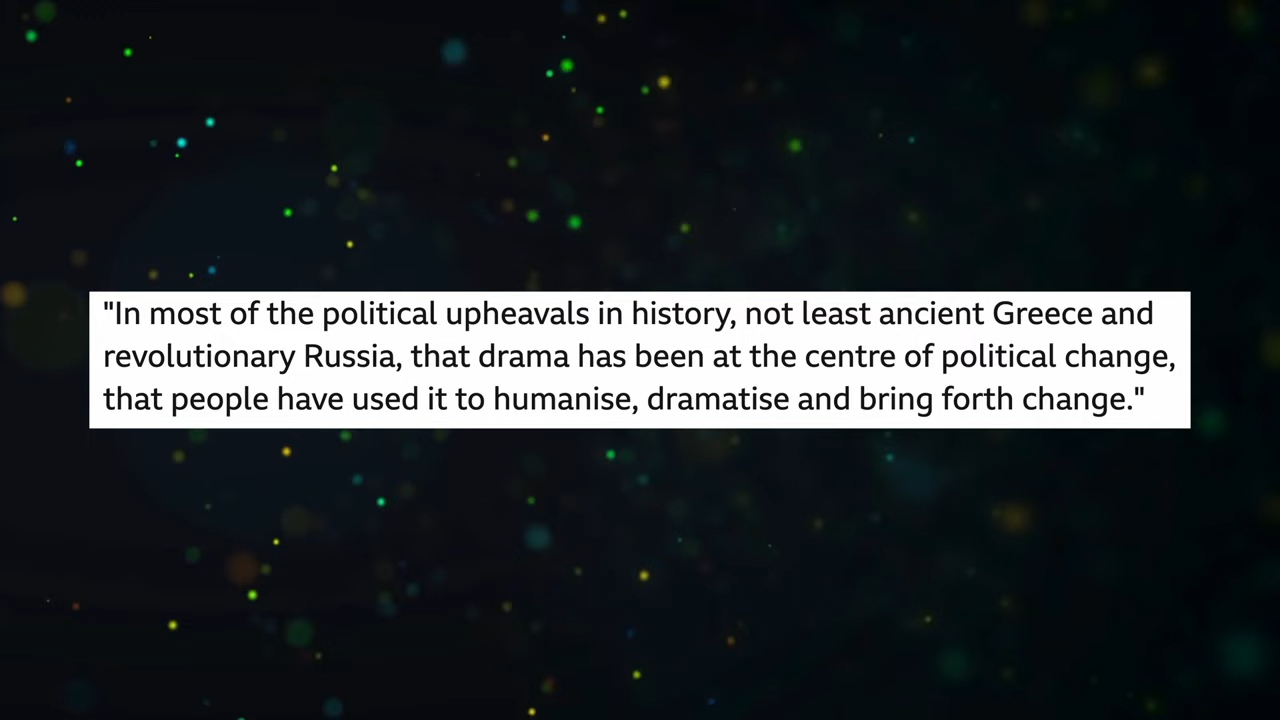 "In most of the political upheavals in history, not least ancient Greece and
revolutionary Russia, that drama has been at the centre of political change,
that people have used it to humanise, dramatise and bring forth change."